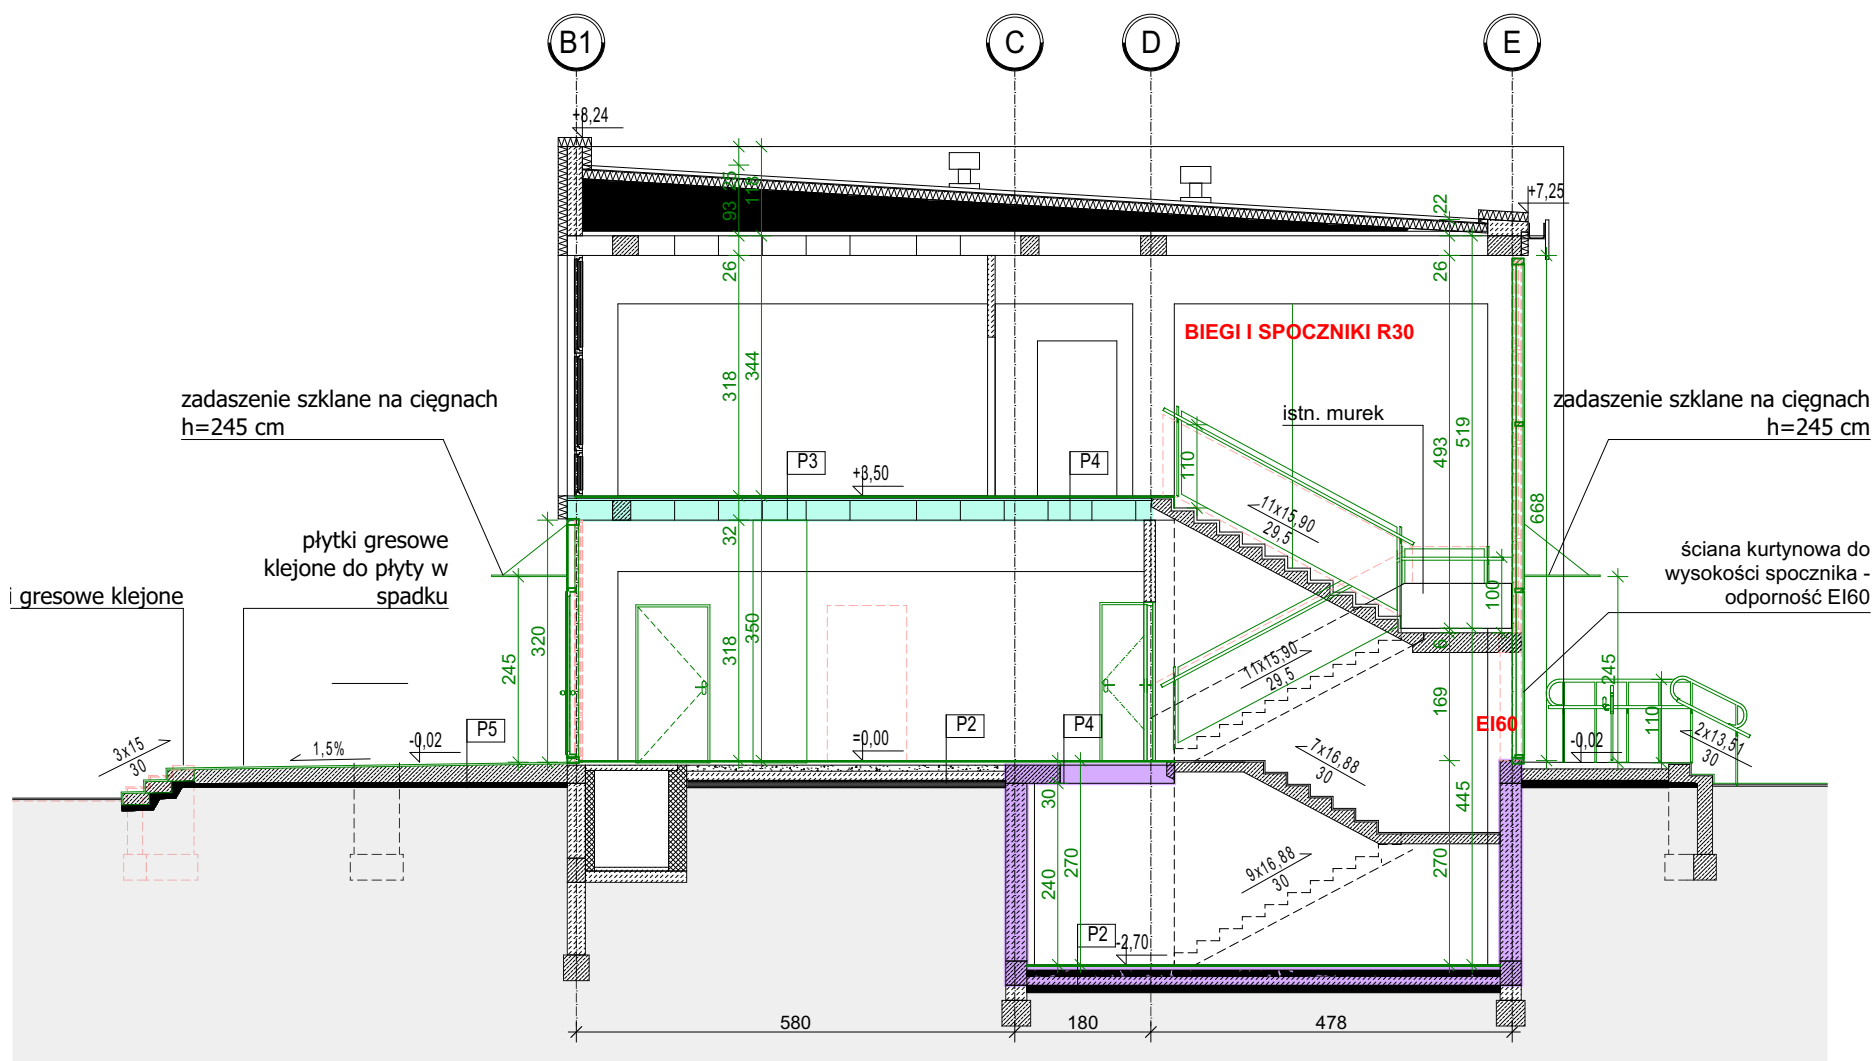 B1
C
D
E
+8,24
+7,25
93
25
113
22
26
26
318
344
BIEGI I SPOCZNIKI R30
istn. murek
493
519
zadaszenie szklane na cięgnach
h=245 cm
zadaszenie szklane na cięgnach
h=245 cm
P3
+3,50
P4
110
11x15,90
29,5
668
płytki gresowe
klejone do płyty w
spadku
i gresowe klejone
ściana kurtynowa do
wysokości spocznika -
odporność EI60
32
320
245
318
350
100
6
11x15,90
29,5
169
245
110
EI60
3x15
30
1,5%
-0,02
P5
=0,00
P2
P4
7x16,88
30
-0,02
2x13,51
30
30
445
240
270
9x16,88
30
270
P2
-2,70
580
180
478